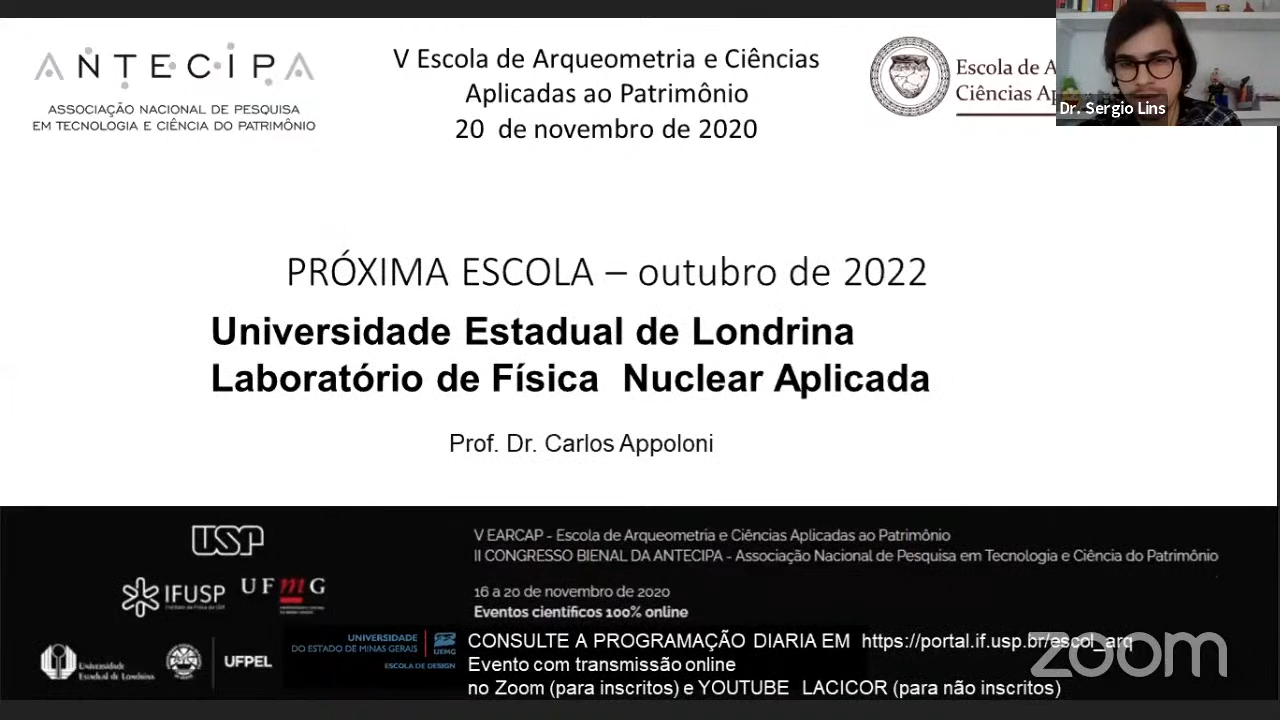 ANTECIPA
ASSOCIAÇÃO NACIONAL DE PESQUISA
EM TECNOLOGIA E CIÊNCIA DO PATRIMÔNIO
V Escola de Arqueometria e Ciências
Aplicadas ao Patrimônio
20 de novembro de 2020
Escola de A
Ciências Ap
Dr. Sergio Lins
PRÓXIMA ESCOLA – outubro de 2022
Universidade Estadual de Londrina
Laboratório de Física Nuclear Aplicada
Prof. Dr. Carlos Appoloni
USP
IFUSP
UFMG
Universidade
Estadual de Londrina
UFPEL
UNIVERSIDADE
DO ESTADO DE MINAS GERAIS
UEMG
ESCOLA DE DESIGN
V EARCAP - Escola de Arqueometria e Ciências Aplicadas ao Patrimônio
II CONGRESSO BIENAL DA ANTECIPA - Associação Nacional de Pesquisa em Tecnologia e Ciência do Patrimônio
16 a 20 de novembro de 2020
Eventos científicos 100% online
CONSULTE A PROGRAMAÇÃO DIARIA EM https://portal.if.usp.br/escol_arq
Evento com transmissão online
no Zoom (para inscritos) e YOUTUBE LACICOR (para não inscritos)
zoom